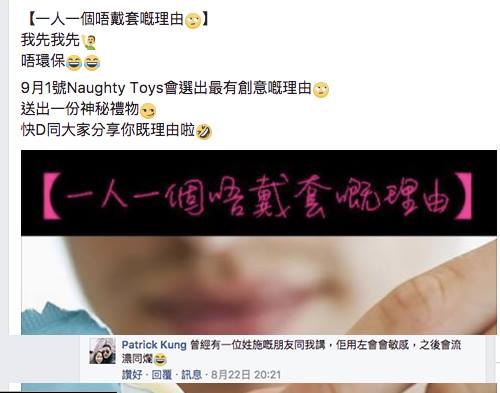 【一人一個唔戴套嘅理由🙄】
我先我先🙋‍♂️
唔環保😂😂
9月1號Naughty Toys會選出最有創意嘅理由🙄
送出一份神秘禮物😏
快D同大家分享你既理由啦🤣
【一人一個唔戴套嘅理由】
Patrick Kung 曾經有一位姓施嘅朋友同我講，佢用左會會敏感，之後會流
濃同爛😂
讚好 · 回覆 · 訊息 · 8月22日 20:21